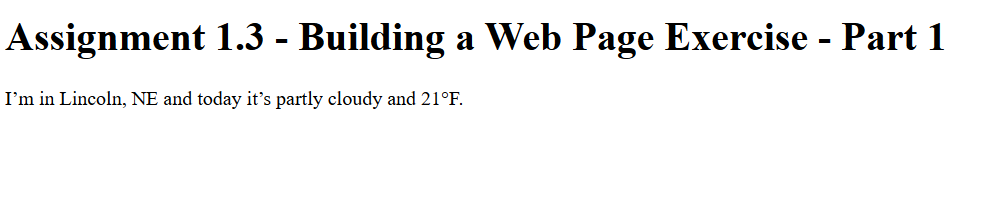 Assignment 1.3 - Building a Web Page Exercise - Part 1
I’m in Lincoln, NE and today it’s partly cloudy and 21°F.